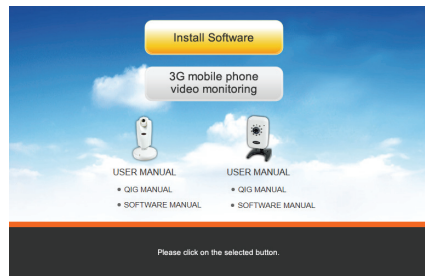 Install Software
3G mobile phone
video monitoring
USER MANUAL
• QIG MANUAL
• SOFTWARE MANUAL
USER MANUAL
• QIG MANUAL
• SOFTWARE MANUAL
Please click on the selected button.